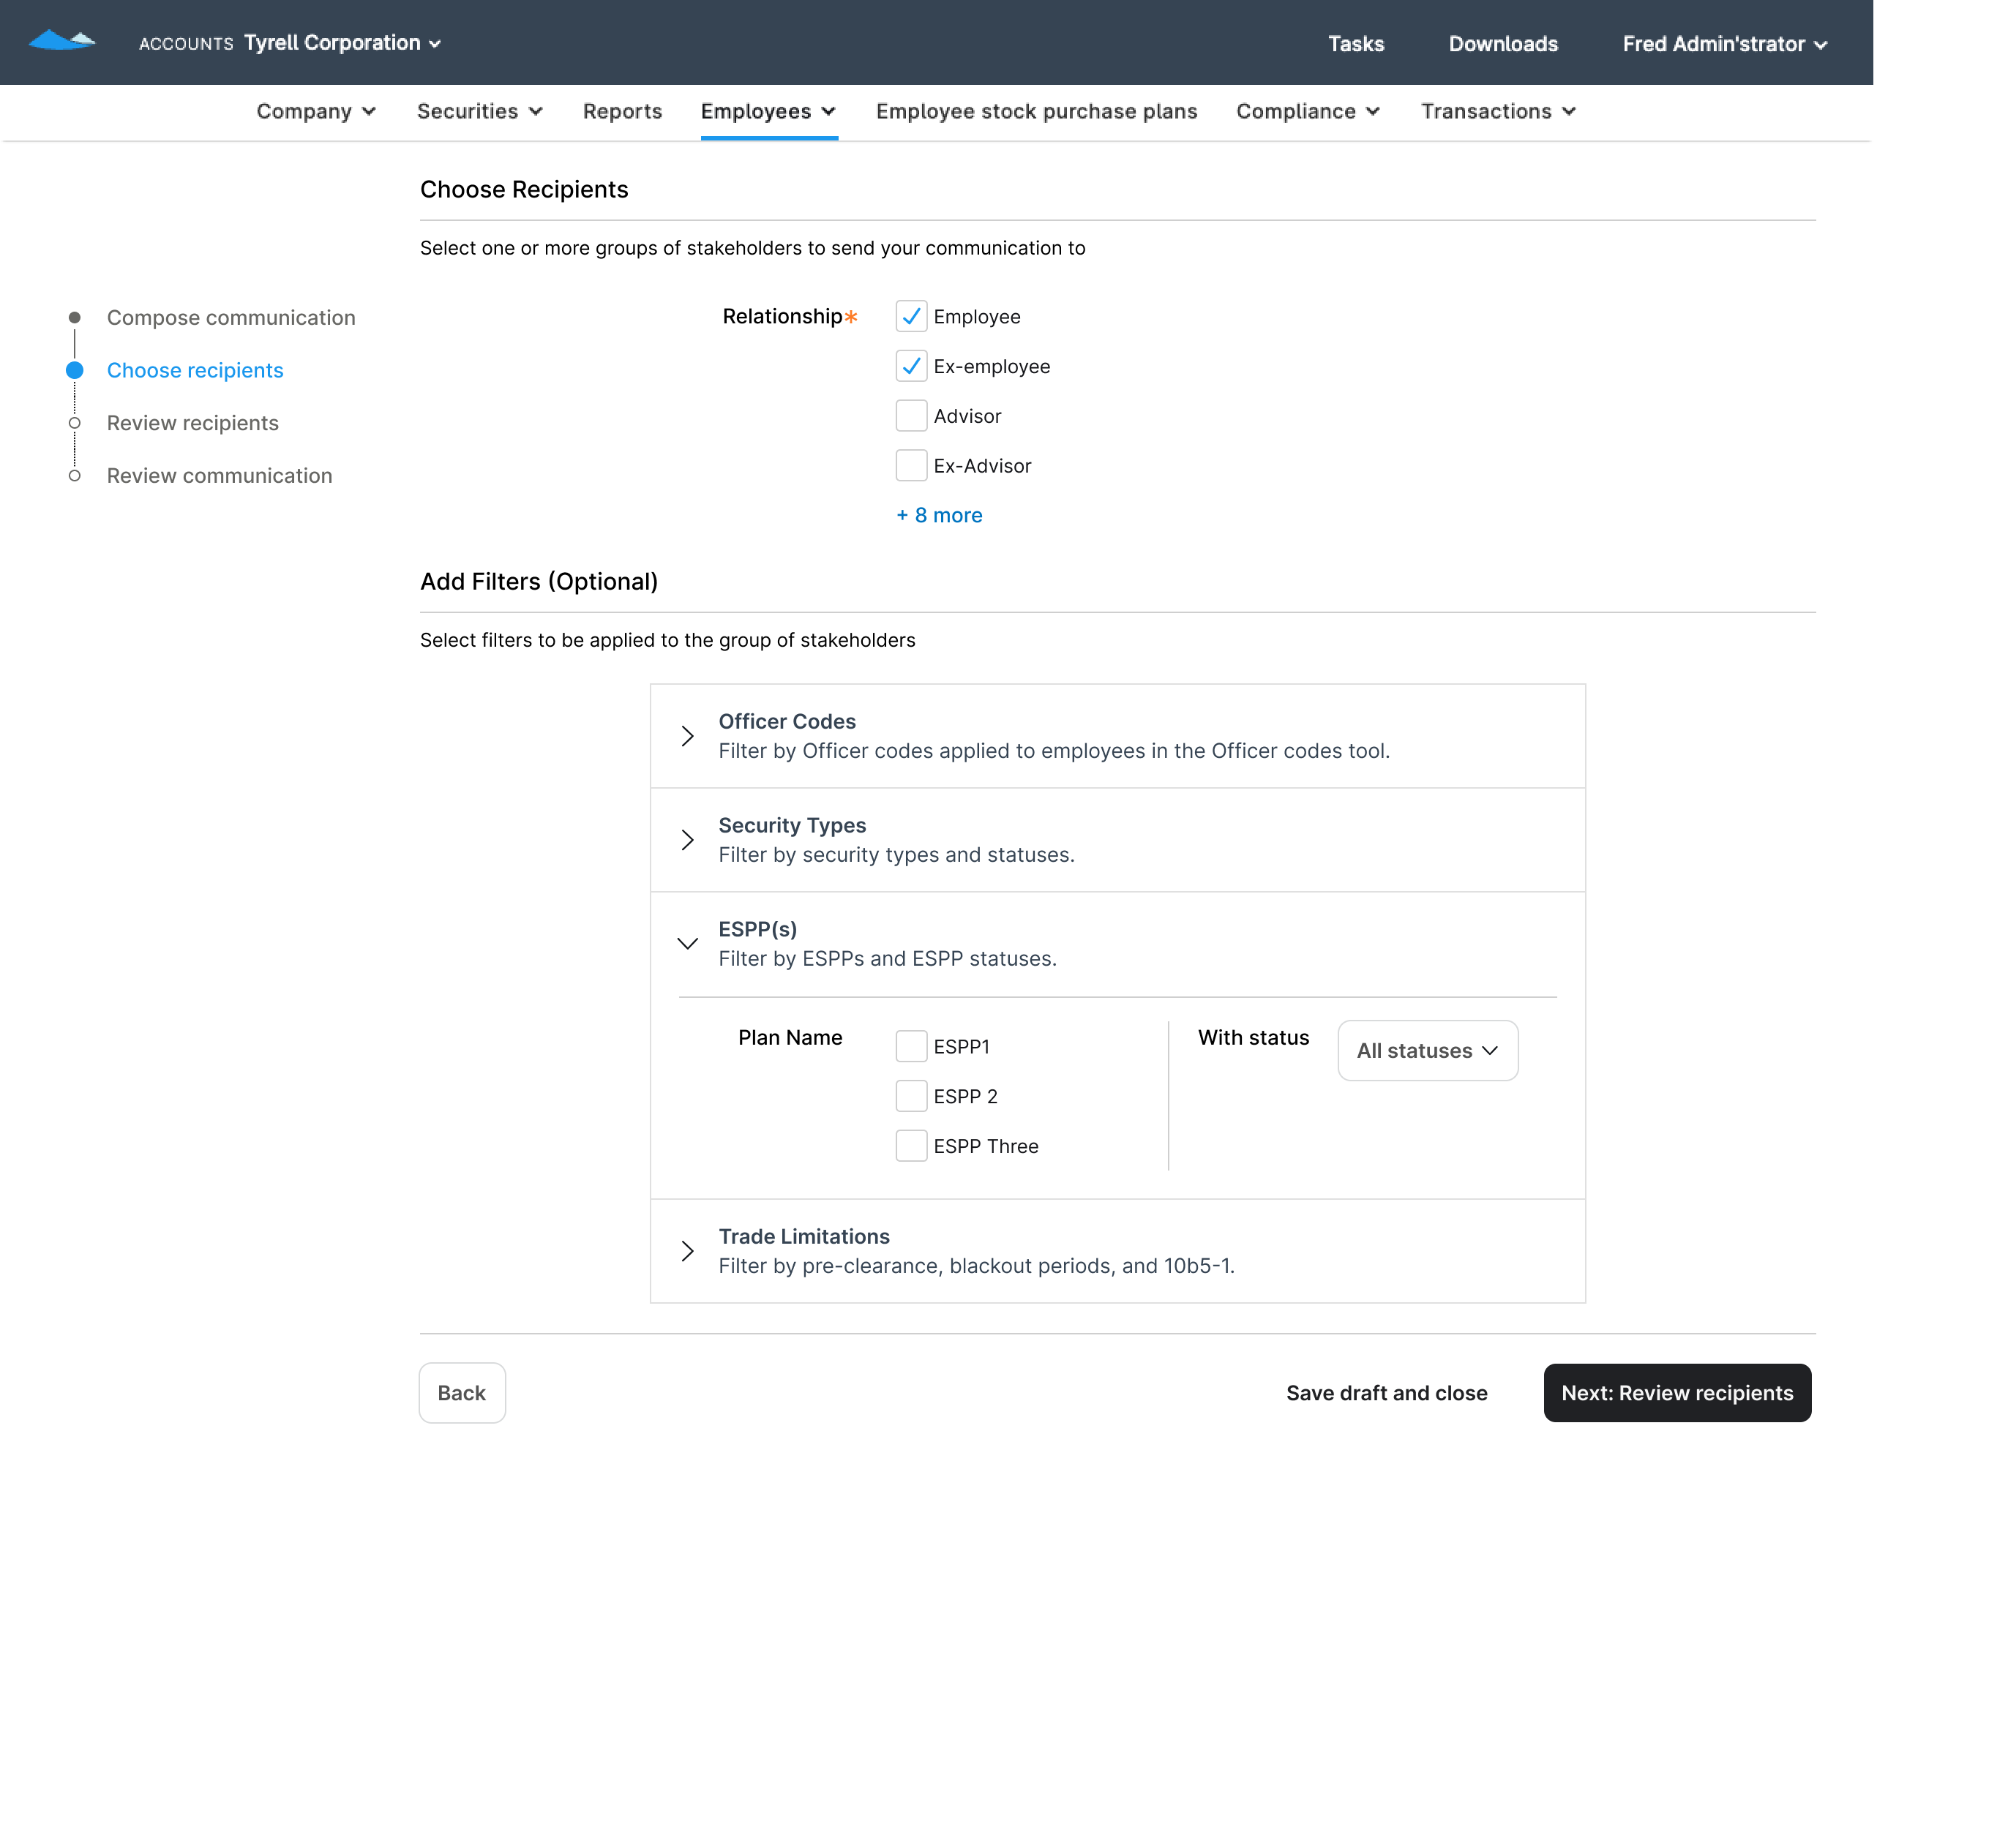 ACCOUNTS Tyrell Corporation
Tasks
Downloads
Fred Admin'strator
Company
Securities
Reports
Employees
Employee stock purchase plans
Compliance
Transactions
Choose Recipients
Select one or more groups of stakeholders to send your communication to
Compose communication
Choose recipients
Review recipients
Review communication
Relationship*
Employee
Ex-employee
Advisor
Ex-Advisor
+ 8 more
Add Filters (Optional)
Select filters to be applied to the group of stakeholders
Officer Codes
Filter by Officer codes applied to employees in the Officer codes tool.
Security Types
Filter by security types and statuses.
ESPP(s)
Filter by ESPPs and ESPP statuses.
Plan Name
ESPP1
ESPP 2
ESPP Three
With status
All statuses
Trade Limitations
Filter by pre-clearance, blackout periods, and 10b5-1.
Back
Save draft and close
Next: Review recipients